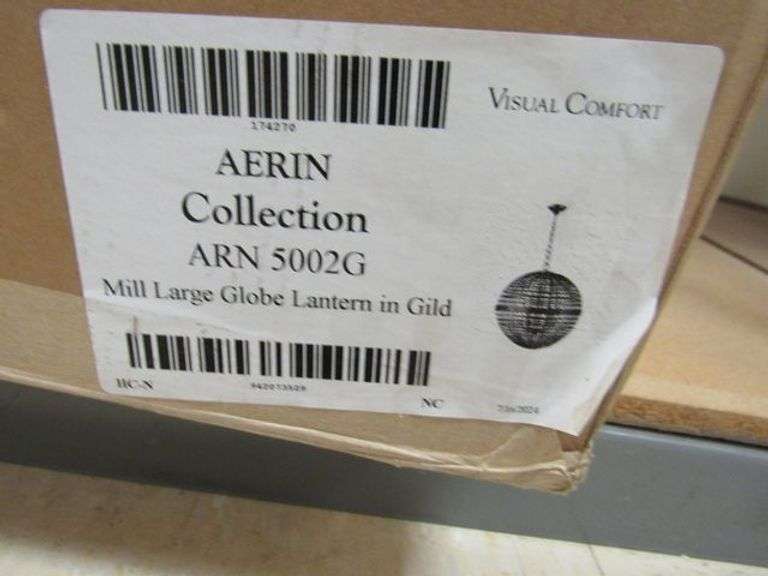 174270
VISUAL COMFORT
AERIN
Collection
ARN 5002G
Mill Large Globe Lantern in Gild
HC-N
NC